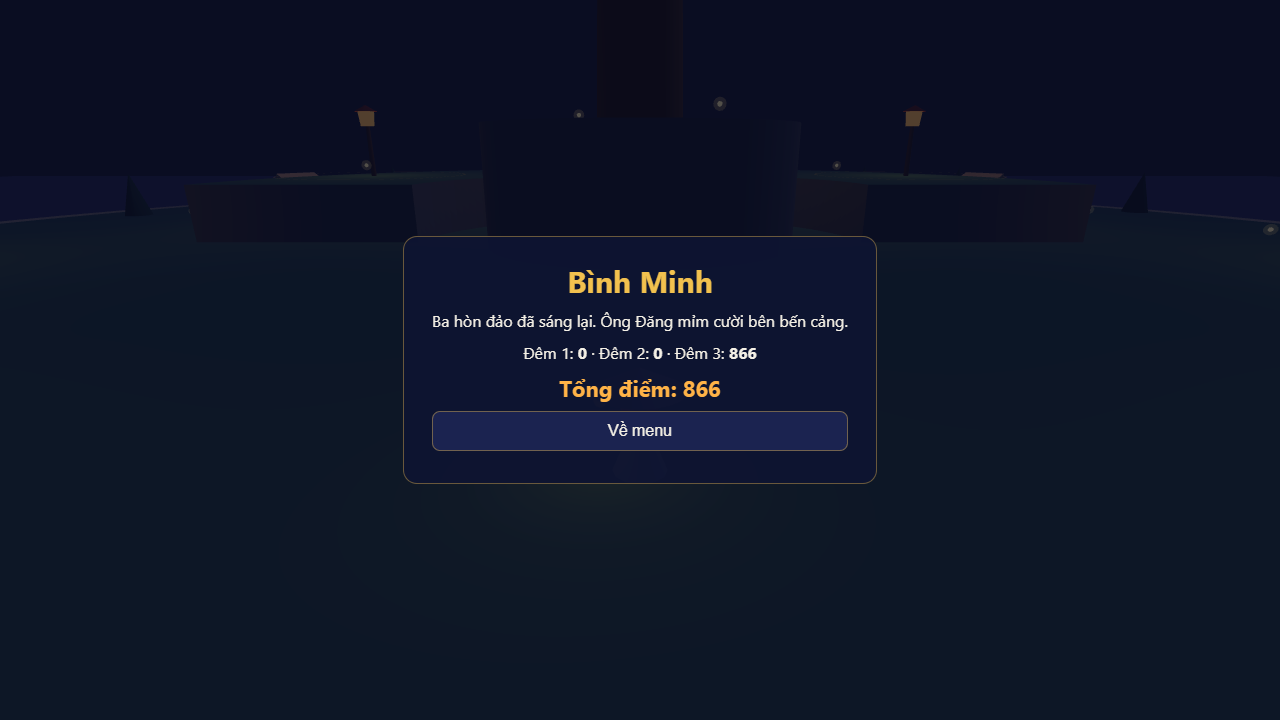 Bình Minh
Ba hòn đảo đã sáng lại. Ông Đăng mỉm cười bên bến cảng.
Đêm 1: 0 · Đêm 2: 0 · Đêm 3: 866
Tổng điểm: 866
Về menu